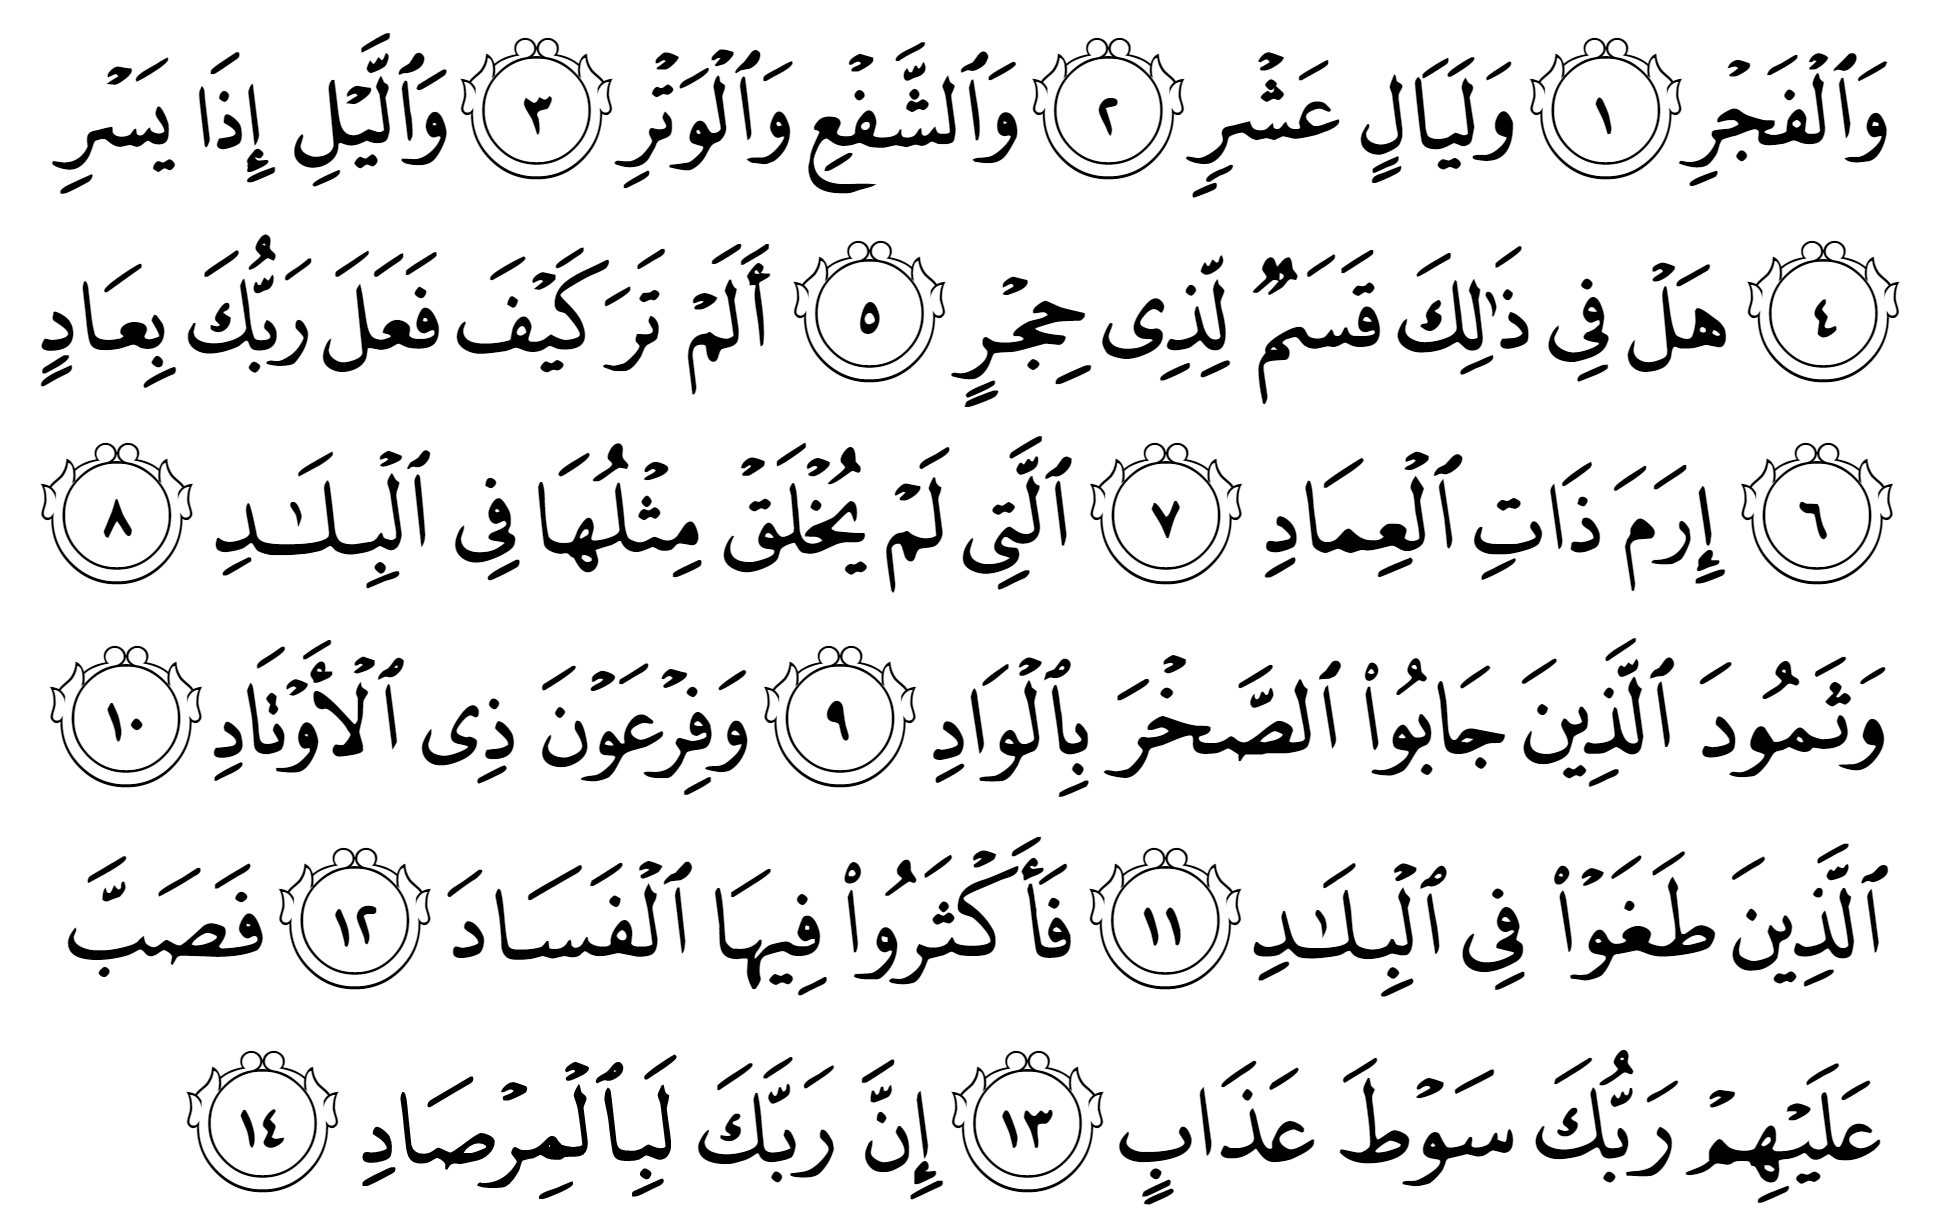 وَٱلۡفَجۡرِ ١ وَلَيَالٍ عَشۡرٖ ٢ وَٱلشَّفۡعِ وَٱلۡوَتۡرِ ٣ وَٱلَّيۡلِ إِذَا يَسۡرِ
٤ هَلۡ فِي ذَٰلِكَ قَسَمٞ لِّذِي حِجۡرٍ ٥ أَلَمۡ تَرَ كَيۡفَ فَعَلَ رَبُّكَ بِعَادٍ
٦ إِرَمَ ذَاتِ ٱلۡعِمَادِ ٧ ٱلَّتِي لَمۡ يُخۡلَقۡ مِثۡلُهَا فِي ٱلۡبِلَٰدِ ٨
وَثَمُودَ ٱلَّذِينَ جَابُواْ ٱلصَّخۡرَ بِٱلۡوَادِ ٩ وَفِرۡعَوۡنَ ذِي ٱلۡأَوۡتَادِ ١٠
ٱلَّذِينَ طَغَوۡاْ فِي ٱلۡبِلَٰدِ ١١ فَأَكۡثَرُواْ فِيهَا ٱلۡفَسَادَ ١٢ فَصَبَّ
عَلَيۡهِمۡ رَبُّكَ سَوۡطَ عَذَابٍ ١٣ إِنَّ رَبَّكَ لَبِٱلۡمِرۡصَادِ ١٤